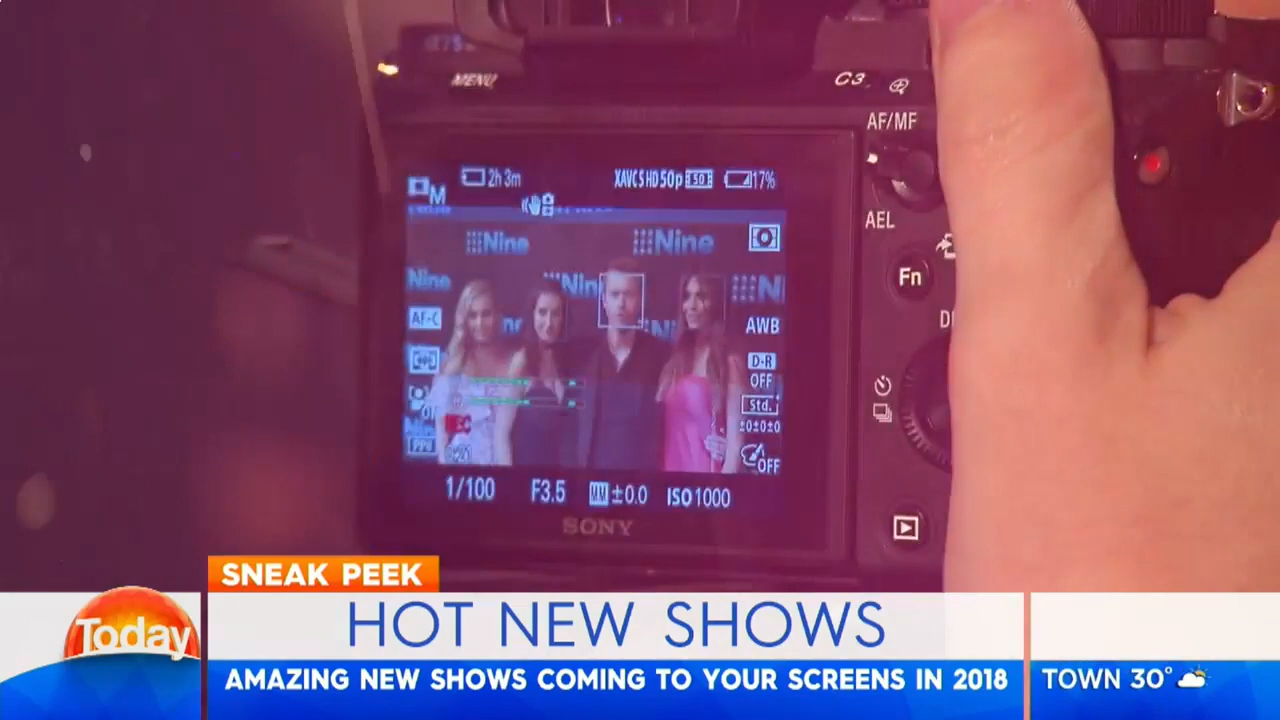 MENU
C3
AF/MF
AEL
Fn
M
2h 3m
XAVC S HD 50p 50 17%
Nine
Nine
Nine
Nin
N
AF-C
AWB
D-R
OFF
Std.
±0±0±0
OFF
1/100 F3.5 MM ±0.0 ISO 1000
SONY
SNEAK PEEK
HOT NEW SHOWS
Today
AMAZING NEW SHOWS COMING TO YOUR SCREENS IN 2018
TOWN 30°